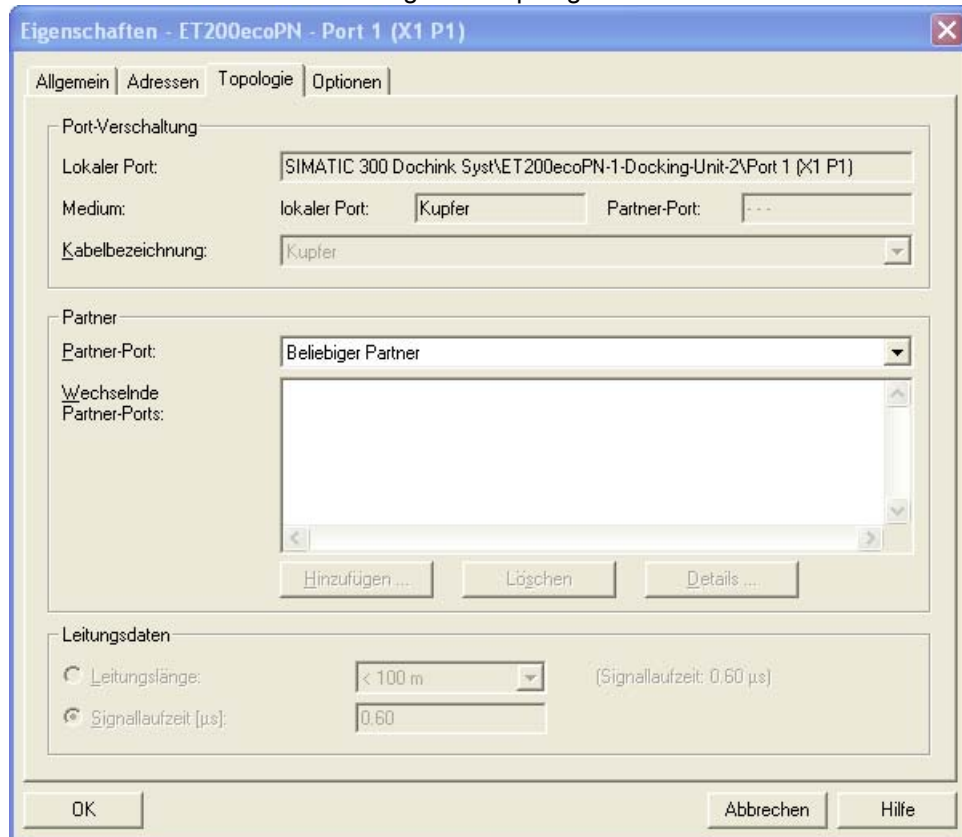 Eigenschaften - ET200ecoPN - Port 1 (X1 P1)
Allgemein Adressen Topologie Optionen
Port-Verschaltung
Lokaler Port: SIMATIC 300 Dochink Syst\ET200ecoPN-1-Docking-Unit-2\Port 1 (X1 P1)
Medium: lokaler Port: Kupfer Partner-Port: - - -
Kabelbezeichnung: Kupfer
Partner
Partner-Port: Beliebiger Partner
Wechselnde
Partner-Ports:
Hinzufügen ... Löschen Details ...
Leitungsdaten
Leitungslänge: < 100 m (Signallaufzeit: 0.60 µs)
Signallaufzeit [µs]: 0.60
OK Abbrechen Hilfe